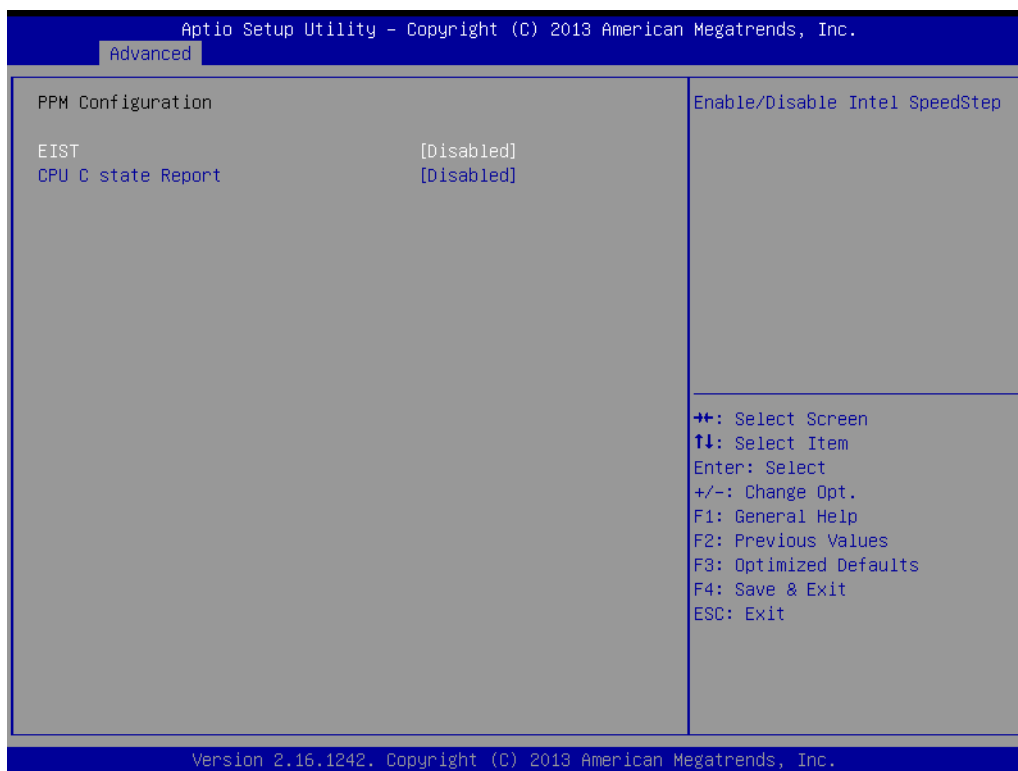 Aptio Setup Utility – Copyright (C) 2013 American Megatrends, Inc.
Advanced
PPM Configuration
EIST [Disabled]
CPU C state Report [Disabled]
Enable/Disable Intel SpeedStep
→←: Select Screen
↑↓: Select Item
Enter: Select
+/-: Change Opt.
F1: General Help
F2: Previous Values
F3: Optimized Defaults
F4: Save & Exit
ESC: Exit
Version 2.16.1242. Copyright (C) 2013 American Megatrends, Inc.